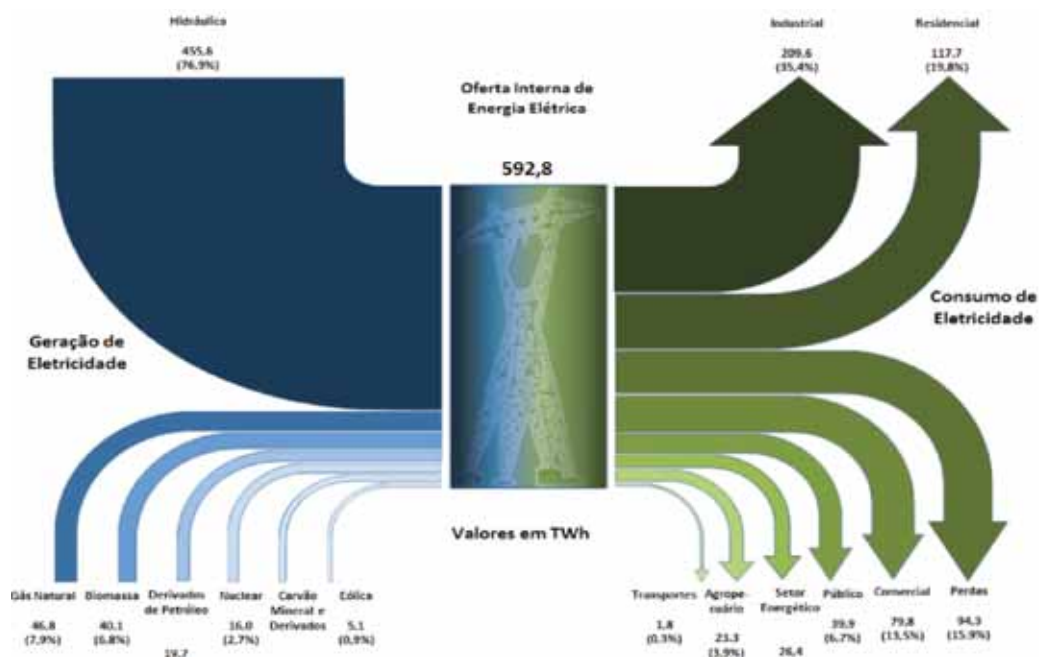 Hidráulica
455,6
(76,9%)
Industrial
209,6
(35,4%)
Residencial
117,7
(19,8%)
Oferta Interna de
Energia Elétrica
592,8
Geração de
Eletricidade
Consumo de
Eletricidade
Valores em TWh
Gás Natural
46,8
(7,9%)
Biomassa
40,1
(6,8%)
Derivados
de Petróleo
19,7
Nuclear
16,0
(2,7%)
Carvão
Mineral e
Derivados
Eólica
5,1
(0,9%)
Transportes
1,8
(0,3%)
Agrope-
cuário
23,3
(3,9%)
Setor
Energético
26,4
Público
39,9
(6,7%)
Comercial
79,8
(13,5%)
Perdas
94,3
(15,9%)